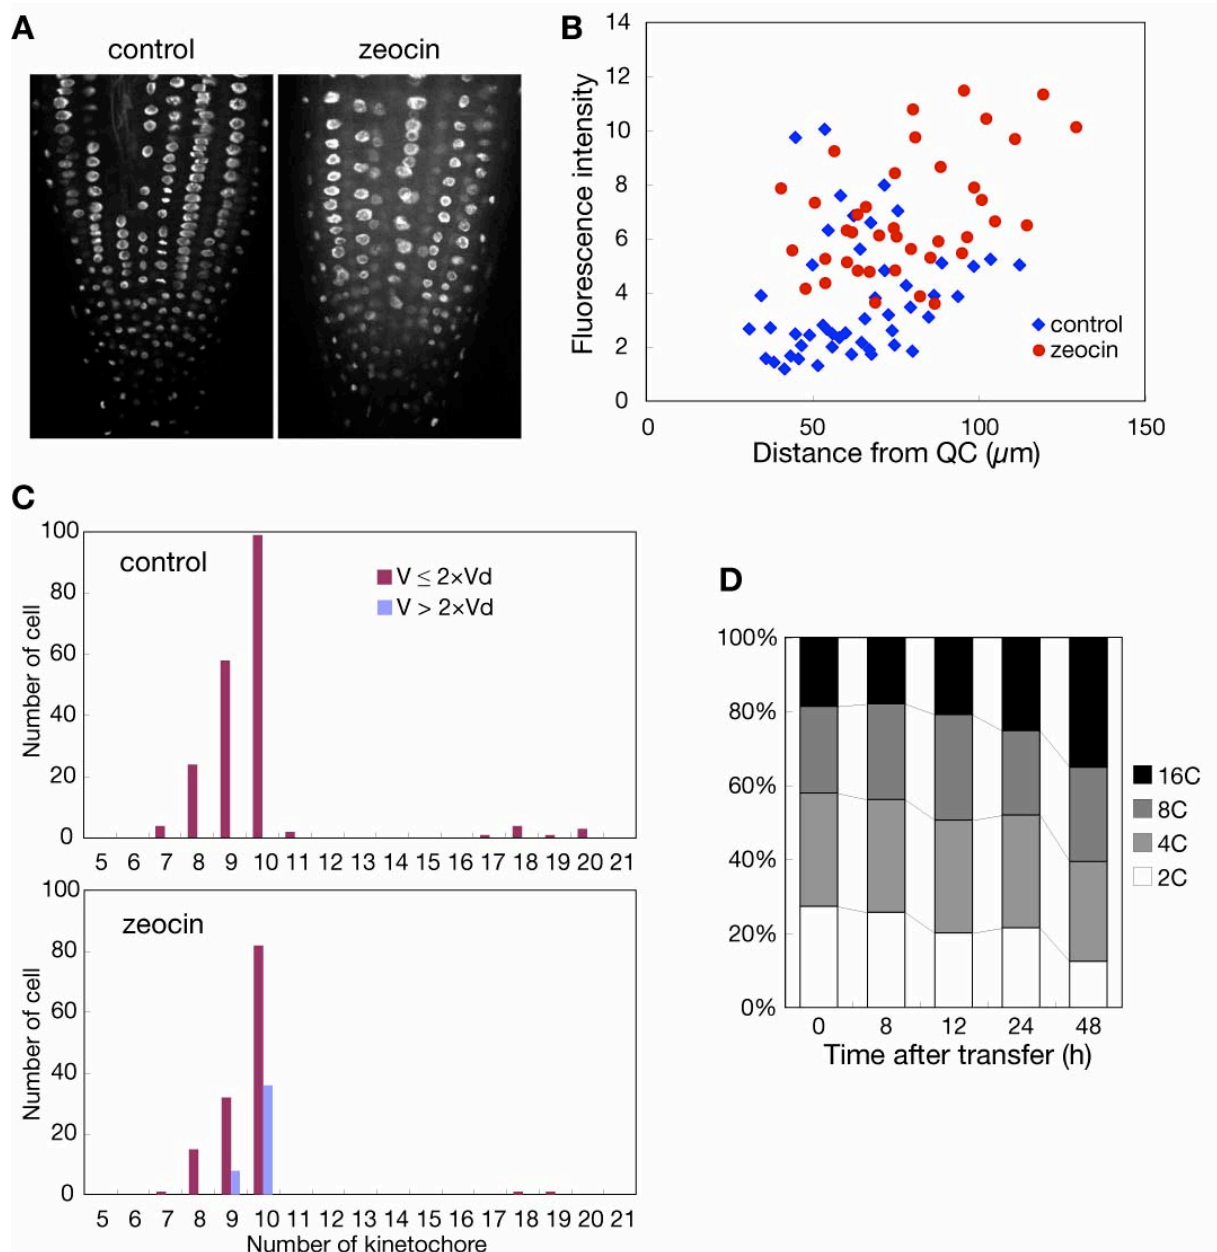 A
control zeocin
B
14
12
10
8
6
4
2
0
Fluorescence intensity
control
zeocin
0 50 100 150
Distance from QC (µm)
C
100
80
60
40
20
0
Number of cell
control
V ≤ 2×Vd
V > 2×Vd
5 6 7 8 9 10 11 12 13 14 15 16 17 18 19 20 21
100
80
60
40
20
0
Number of cell
zeocin
5 6 7 8 9 10 11 12 13 14 15 16 17 18 19 20 21
Number of kinetochore
D
100%
80%
60%
40%
20%
0%
16C
8C
4C
2C
0 8 12 24 48
Time after transfer (h)